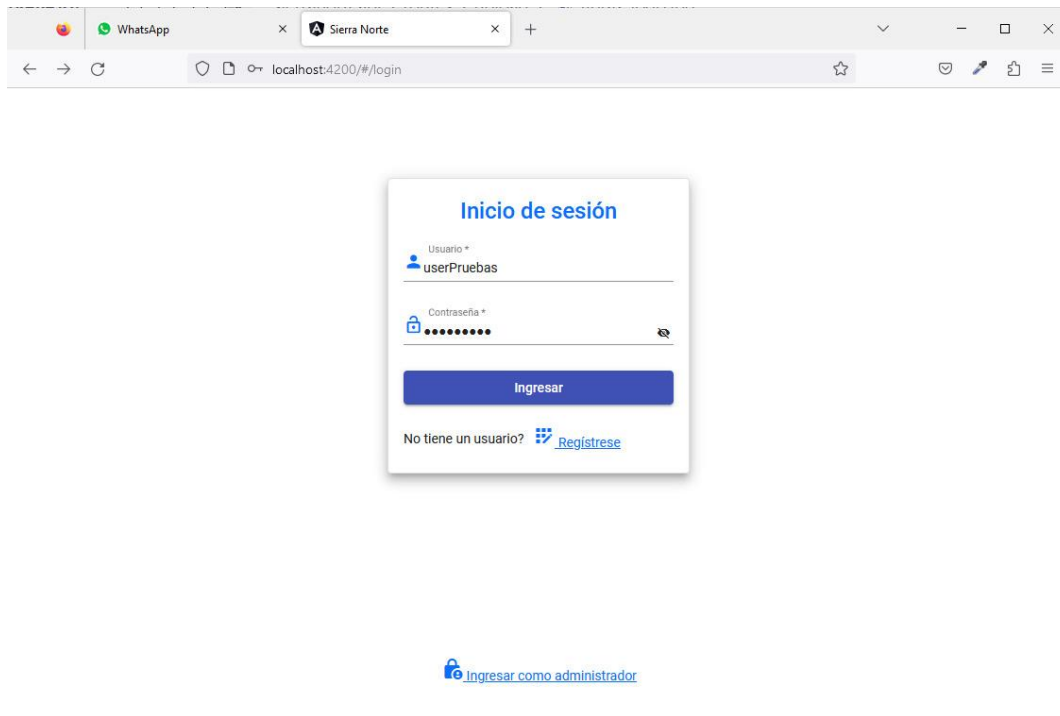 WhatsApp
Sierra Norte
localhost:4200/#/login
Inicio de sesión
Usuario *
userPruebas
Contraseña *
Ingresar
No tiene un usuario? Regístrese
Ingresar como administrador